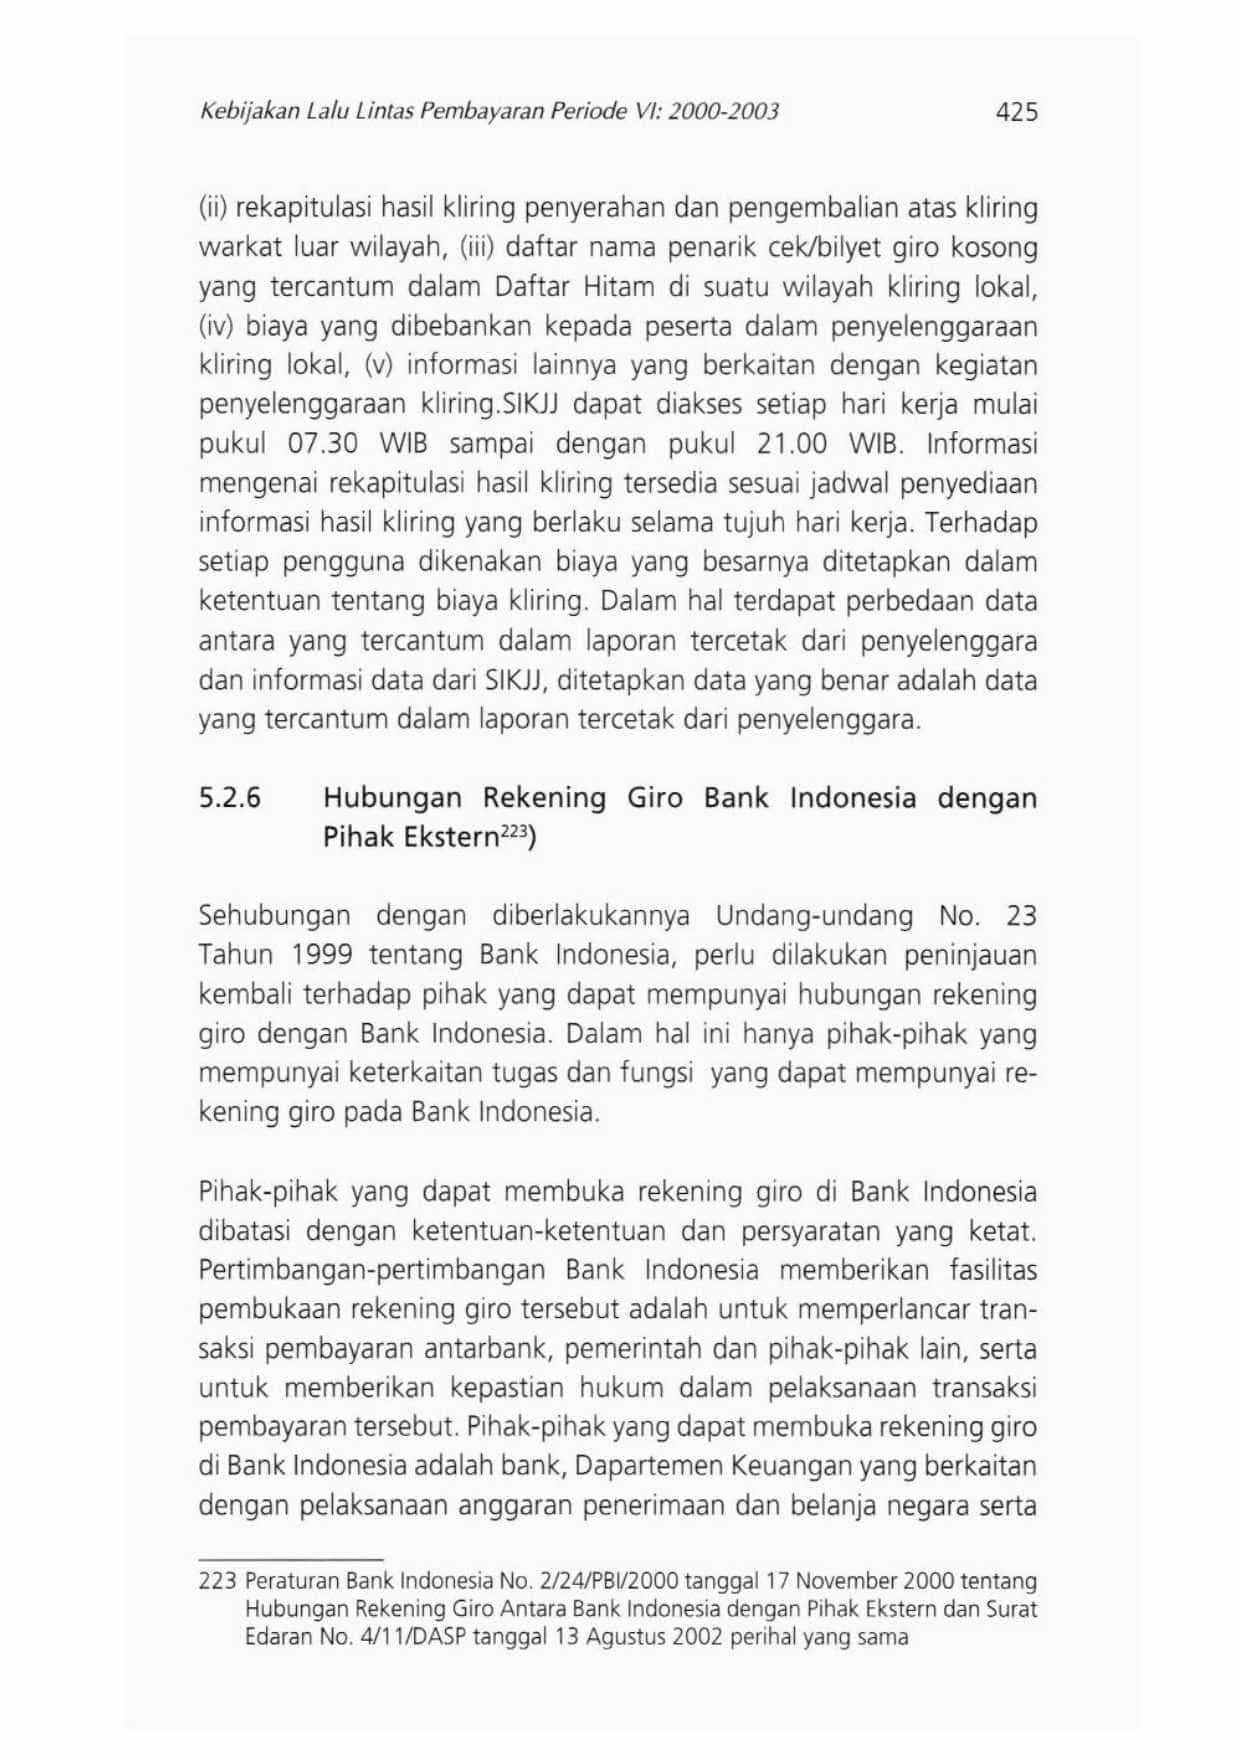 Kebijakan Lalu Lintas Pembayaran Periode VI: 2000-2003 425
(ii) rekapitulasi hasil kliring penyerahan dan pengembalian atas kliring
warkat luar wilayah, (iii) daftar nama penarik cek/bilyet giro kosong
yang tercantum dalam Daftar Hitam di suatu wilayah kliring lokal,
(iv) biaya yang dibebankan kepada peserta dalam penyelenggaraan
kliring lokal, (v) informasi lainnya yang berkaitan dengan kegiatan
penyelenggaraan kliring.SIKJJ dapat diakses setiap hari kerja mulai
pukul 07.30 WIB sampai dengan pukul 21.00 WIB. Informasi
mengenai rekapitulasi hasil kliring tersedia sesuai jadwal penyediaan
informasi hasil kliring yang berlaku selama tujuh hari kerja. Terhadap
setiap pengguna dikenakan biaya yang besarnya ditetapkan dalam
ketentuan tentang biaya kliring. Dalam hal terdapat perbedaan data
antara yang tercantum dalam laporan tercetak dari penyelenggara
dan informasi data dari SIKJJ, ditetapkan data yang benar adalah data
yang tercantum dalam laporan tercetak dari penyelenggara.
5.2.6 Hubungan Rekening Giro Bank Indonesia dengan
Pihak Ekstern223)
Sehubungan dengan diberlakukannya Undang-undang No. 23
Tahun 1999 tentang Bank Indonesia, perlu dilakukan peninjauan
kembali terhadap pihak yang dapat mempunyai hubungan rekening
giro dengan Bank Indonesia. Dalam hal ini hanya pihak-pihak yang
mempunyai keterkaitan tugas dan fungsi yang dapat mempunyai re-
kening giro pada Bank Indonesia.
Pihak-pihak yang dapat membuka rekening giro di Bank Indonesia
dibatasi dengan ketentuan-ketentuan dan persyaratan yang ketat.
Pertimbangan-pertimbangan Bank Indonesia memberikan fasilitas
pembukaan rekening giro tersebut adalah untuk memperlancar tran-
saksi pembayaran antarbank, pemerintah dan pihak-pihak lain, serta
untuk memberikan kepastian hukum dalam pelaksanaan transaksi
pembayaran tersebut. Pihak-pihak yang dapat membuka rekening giro
di Bank Indonesia adalah bank, Dapartemen Keuangan yang berkaitan
dengan pelaksanaan anggaran penerimaan dan belanja negara serta
223 Peraturan Bank Indonesia No. 2/24/PBI/2000 tanggal 17 November 2000 tentang
Hubungan Rekening Giro Antara Bank Indonesia dengan Pihak Ekstern dan Surat
Edaran No. 4/11/DASP tanggal 13 Agustus 2002 perihal yang sama